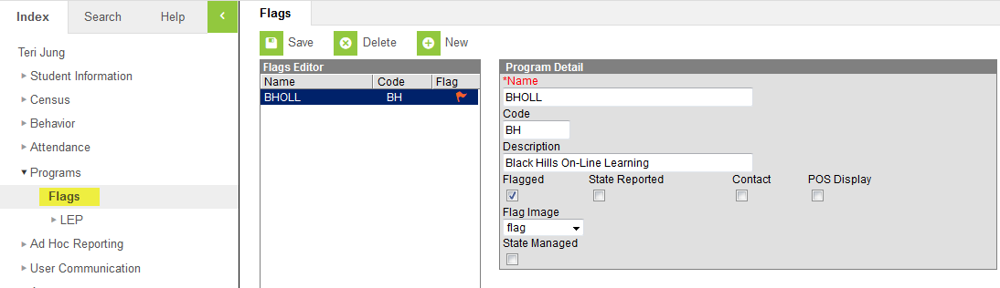 Index Search Help
Teri Jung
Student Information
Census
Behavior
Attendance
Programs
Flags
LEP
Ad Hoc Reporting
User Communication
Flags
Save Delete New
Flags Editor
Name Code Flag
BHOLL BH
Program Detail
*Name
BHOLL
Code
BH
Description
Black Hills On-Line Learning
Flagged State Reported Contact POS Display
Flag Image
flag
State Managed